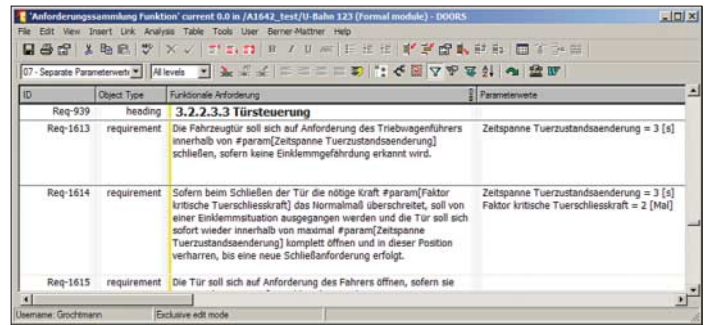 'Anforderungssammlung Funktion' current 0.0 in /A1642_test/U-Bahn 123 (Formal module) - DOORS
File Edit View Insert Link Analysis Table Tools User Berner-Mattner Help
07 - Separate Parameterwerte All levels
ID Object Type Funktionale Anforderung Parameterwerte
Req-939 heading 3.2.2.3.3 Türsteuerung
Req-1613 requirement Die Fahrzeugtür soll sich auf Anforderung des Triebwagenführers Zeitspanne Tuerzustandsaenderung = 3 [s]
innerhalb von #param[Zeitspanne Tuerzustandsaenderung]
schließen, sofern keine Einklemmgefährdung erkannt wird.
Req-1614 requirement Sofern beim Schließen der Tür die nötige Kraft #param[Faktor Zeitspanne Tuerzustandsaenderung = 3 [s]
kritische Tuerschliesskraft] das Normalmaß überschreitet, soll von Faktor kritische Tuerschliesskraft = 2 [Mal]
einer Einklemmsituation ausgegangen werden und die Tür soll sich
sofort wieder innerhalb von maximal #param[Zeitspanne
Tuerzustandsaenderung] komplett öffnen und in dieser Position
verharren, bis eine neue Schließanforderung erfolgt.
Req-1615 requirement Die Tür soll sich auf Anforderung des Fahrers öffnen, sofern sie
Username: Grochtmann Exclusive edit mode